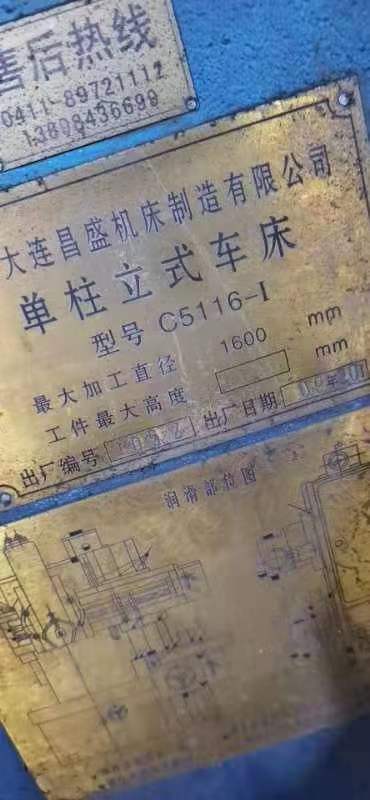 售后热线
0411-89721112
13898436699
大连昌盛机床制造有限公司
单柱立式车床
型号 C5116-I
最大加工直径 1600 mm
工件最大高度 mm
出厂编号 出厂日期
润滑部位图